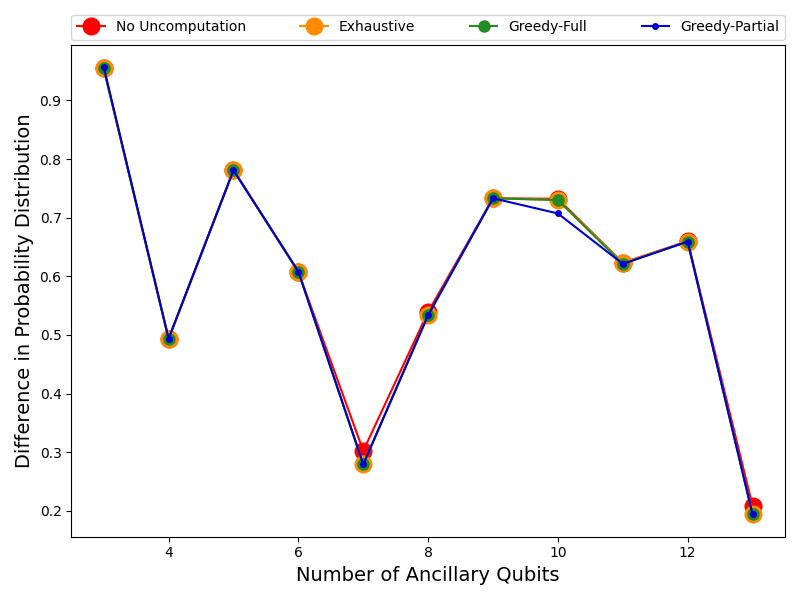 No Uncomputation Exhaustive Greedy-Full Greedy-Partial
Difference in Probability Distribution
0.9
0.8
0.7
0.6
0.5
0.4
0.3
0.2
4 6 8 10 12
Number of Ancillary Qubits